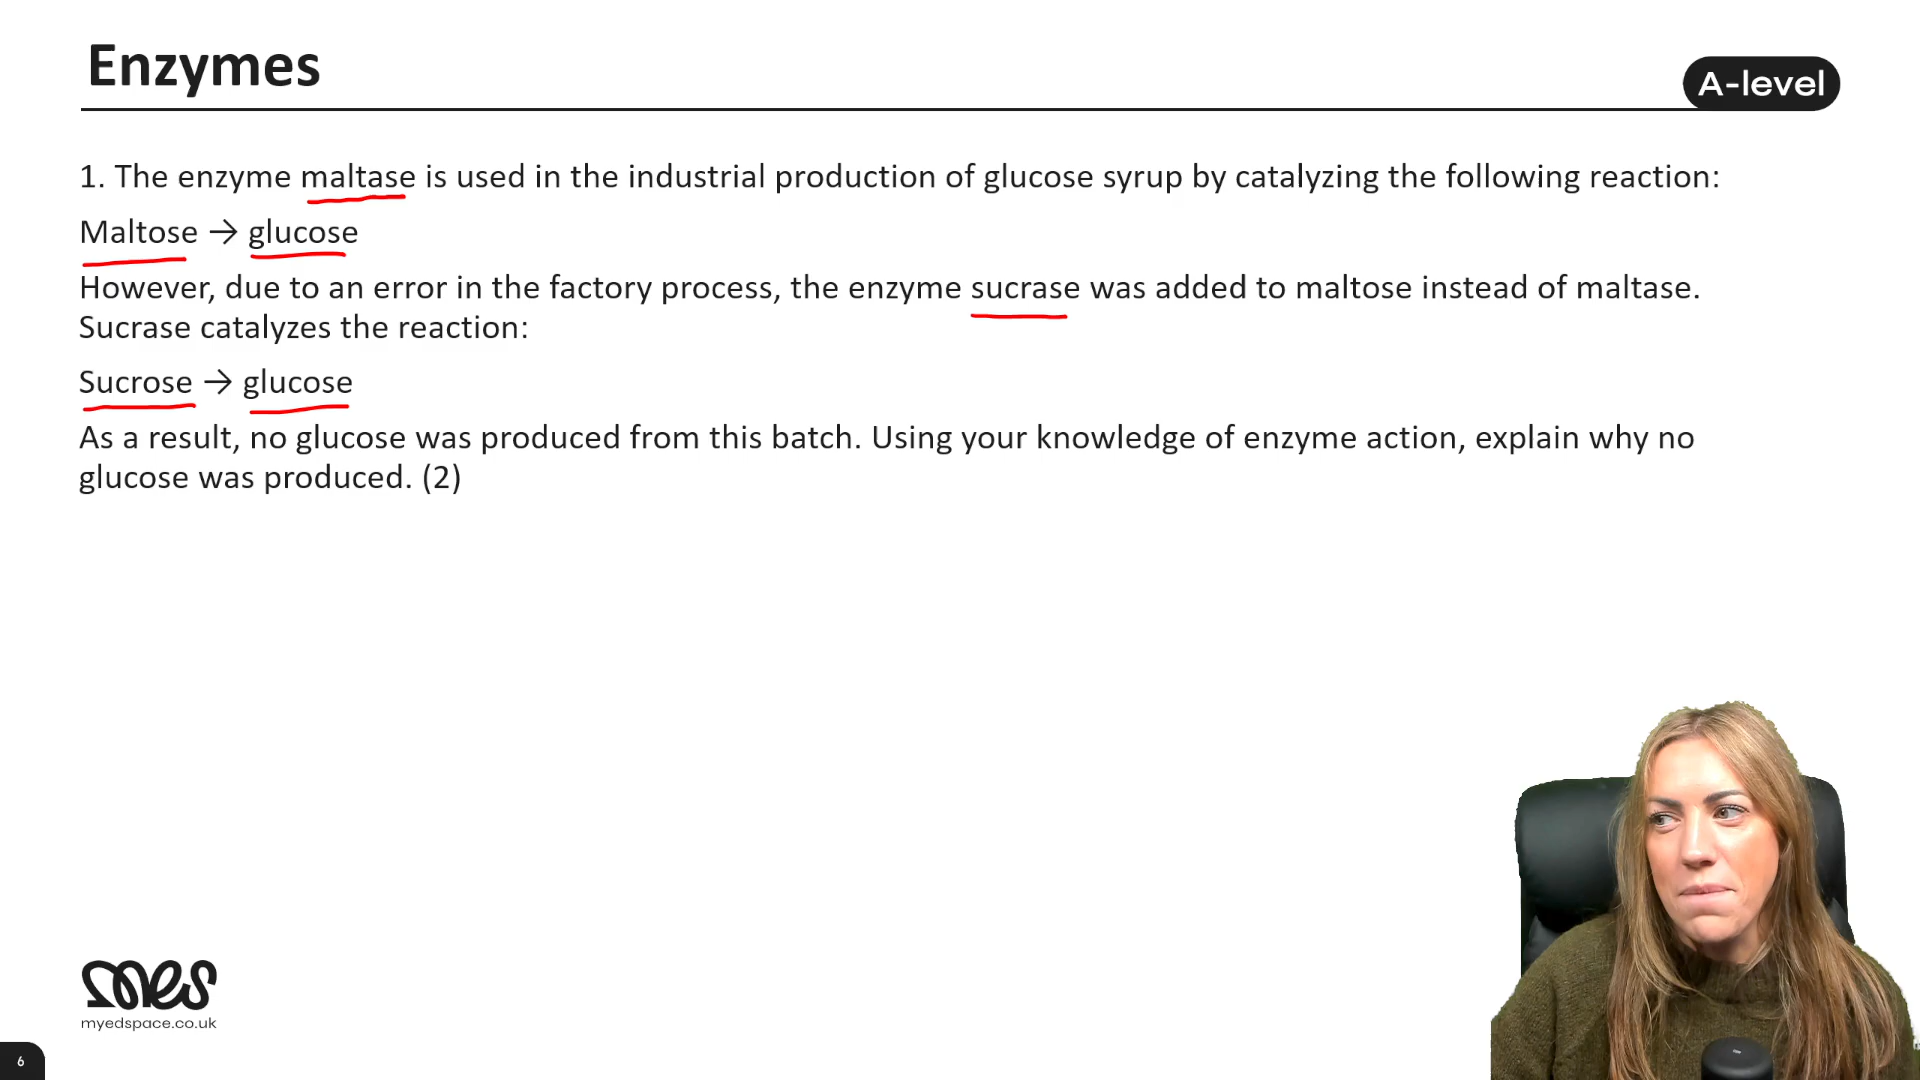 Enzymes
A-level
1. The enzyme maltase is used in the industrial production of glucose syrup by catalyzing the following reaction:
Maltose → glucose
However, due to an error in the factory process, the enzyme sucrase was added to maltose instead of maltase.
Sucrase catalyzes the reaction:
Sucrose → glucose
As a result, no glucose was produced from this batch. Using your knowledge of enzyme action, explain why no
glucose was produced. (2)
mes
myedspace.co.uk
6